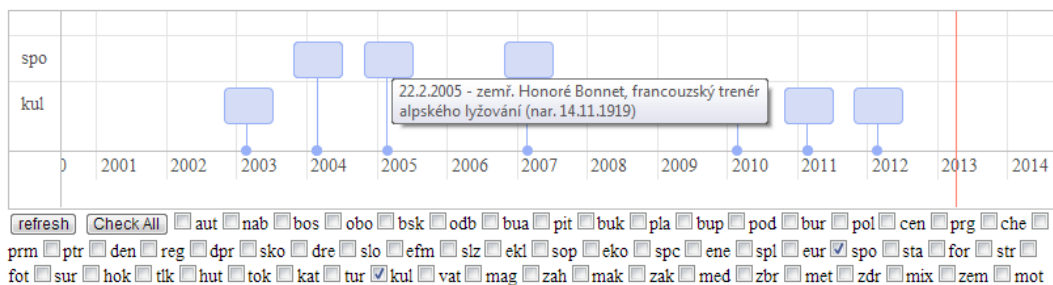 spo
22.2.2005 - zemř. Honoré Bonnet, francouzský trenér
alpského lyžování (nar. 14.11.1919)
kul
0 2001 2002 2003 2004 2005 2006 2007 2008 2009 2010 2011 2012 2013 2014
refresh Check All aut nab bos obo bsk odb bua pit buk pla bup pod bur pol cen prg che
prm ptr den reg dpr sko dre slo efm slz ekl sop eko spc ene spl eur spo sta for str
fot sur hok tlk hut tok kat tur kul vat mag zah mak zak med zbr met zdr mix zem mot